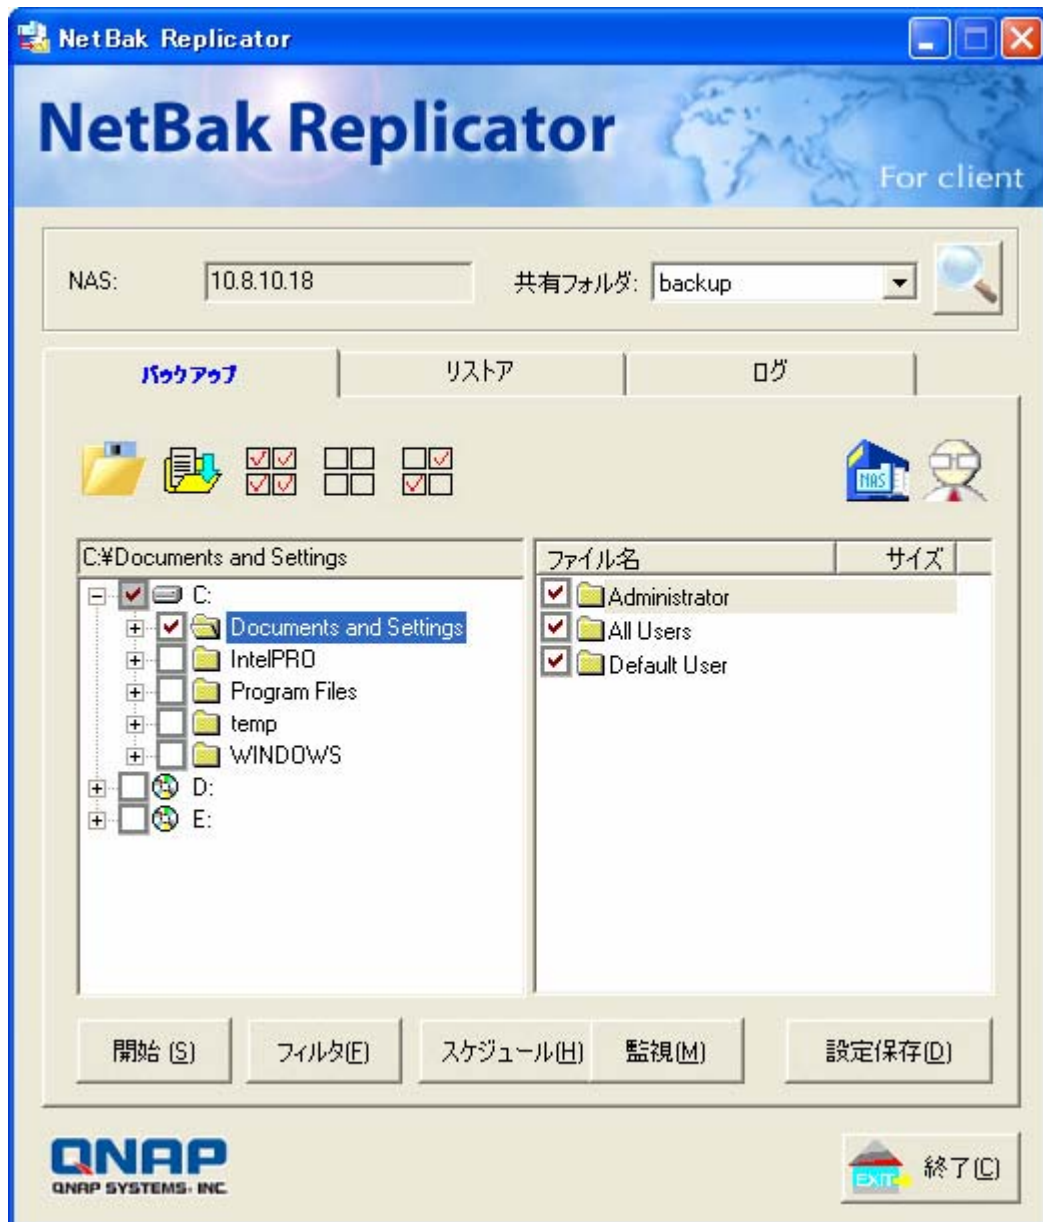 NetBak Replicator
NetBak Replicator
For client
NAS: 10.8.10.18 共有フォルダ: backup
バックアップ リストア ログ
NAS
C:¥Documents and Settings
ファイル名 サイズ
C:
Documents and Settings
IntelPRO
Program Files
temp
WINDOWS
D:
E:
Administrator
All Users
Default User
開始 (S) フィルタ(F) スケジュール(H) 監視(M) 設定保存(D)
QNAP
QNAP SYSTEMS, INC
EXIT 終了(C)